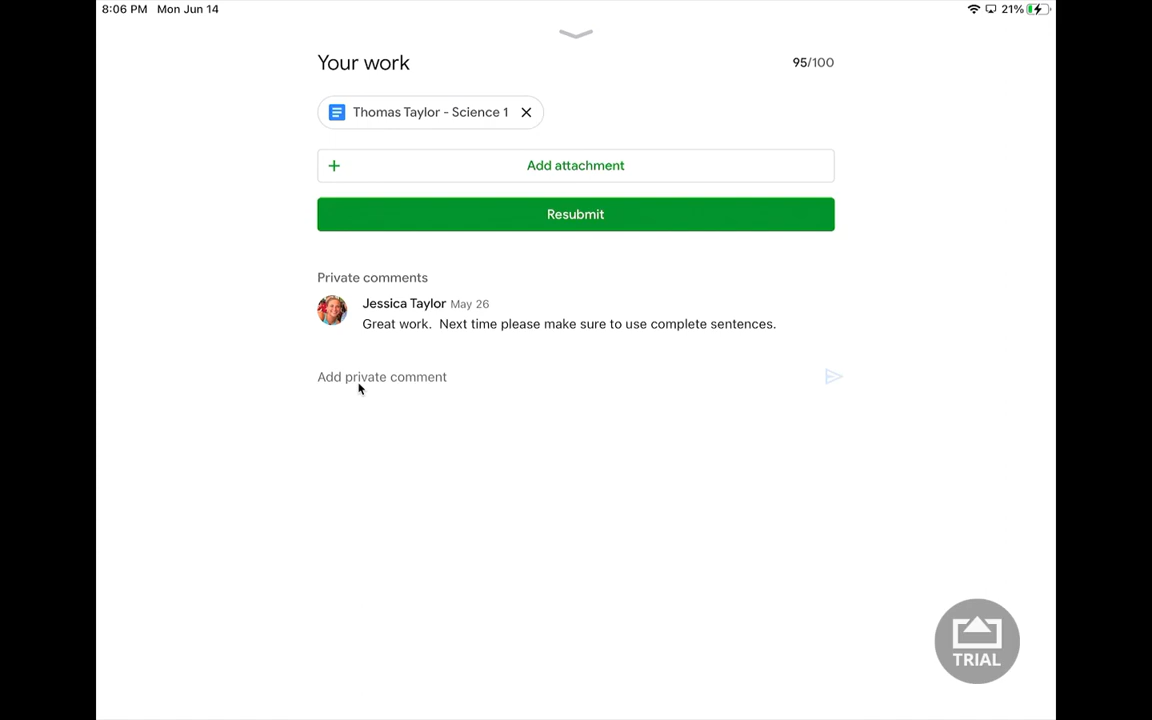 8:06 PM Mon Jun 14
21%
Your work
95/100
Thomas Taylor - Science 1
Add attachment
Resubmit
Private comments
Jessica Taylor May 26
Great work.  Next time please make sure to use complete sentences.
Add private comment
TRIAL